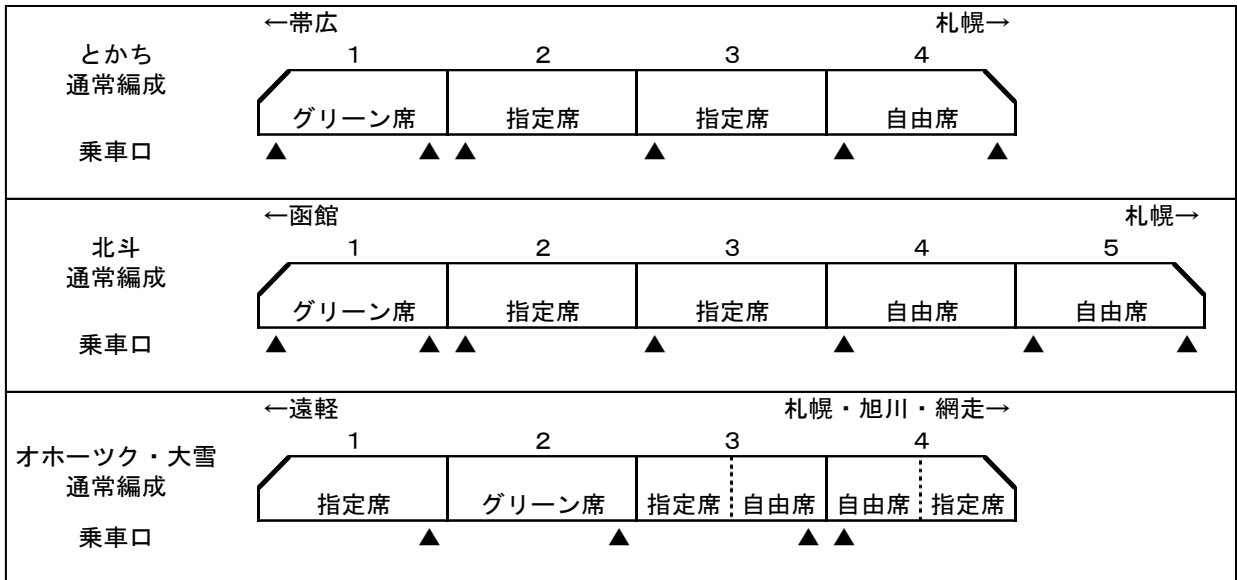 ←帯広 札幌→
とかち
通常編成
1 2 3 4
グリーン席 指定席 指定席 自由席
乗車口 ▲ ▲ ▲ ▲ ▲ ▲
←函館 札幌→
北斗
通常編成
1 2 3 4 5
グリーン席 指定席 指定席 自由席 自由席
乗車口 ▲ ▲ ▲ ▲ ▲ ▲ ▲
←遠軽 札幌・旭川・網走→
オホーツク・大雪
通常編成
1 2 3 4
指定席 グリーン席 指定席 自由席 自由席 指定席
乗車口 ▲ ▲ ▲ ▲